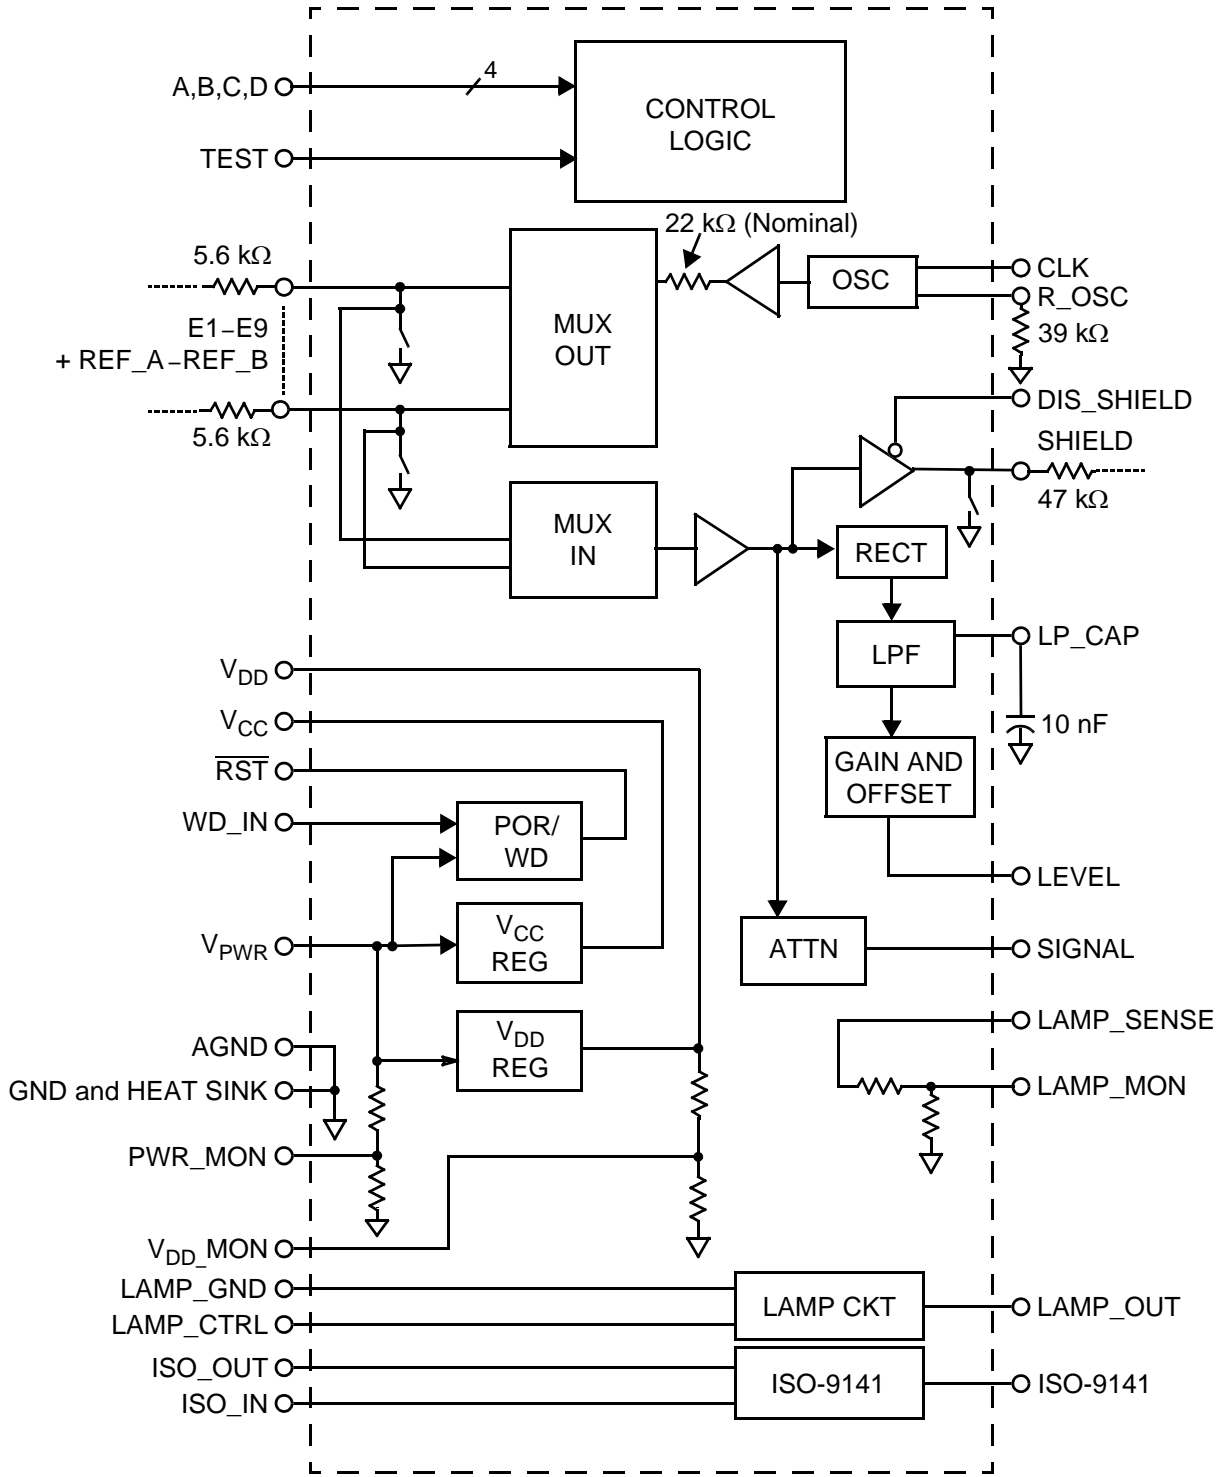 A,B,C,D
4
CONTROL
LOGIC
TEST
22 kΩ (Nominal)
5.6 kΩ
E1–E9
+ REF_A–REF_B
5.6 kΩ
MUX
OUT
OSC
CLK
R_OSC
39 kΩ
DIS_SHIELD
SHIELD
47 kΩ
MUX
IN
RECT
LPF
LP_CAP
10 nF
GAIN AND
OFFSET
LEVEL
VDD
VCC
RST
WD_IN
POR/
WD
VPWR
VCC
REG
ATTN
SIGNAL
AGND
GND and HEAT SINK
VDD
REG
LAMP_SENSE
LAMP_MON
PWR_MON
VDD_MON
LAMP_GND
LAMP_CTRL
LAMP CKT
LAMP_OUT
ISO_OUT
ISO_IN
ISO-9141
ISO-9141